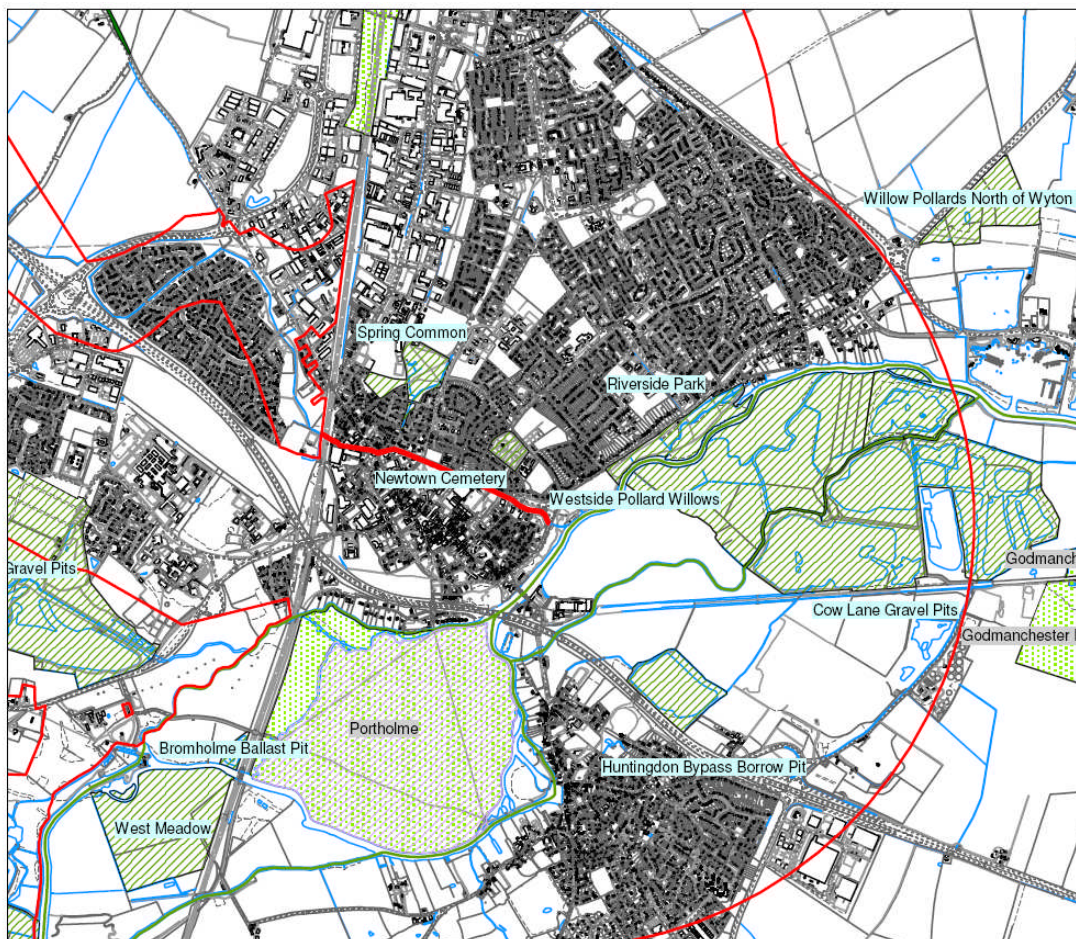 Willow Pollards North of Wyton
Spring Common
Riverside Park
Newtown Cemetery
Westside Pollard Willows
Gravel Pits
Godmanch
Cow Lane Gravel Pits
Godmanchester
Portholme
Bromholme Ballast Pit
Huntingdon Bypass Borrow Pit
West Meadow